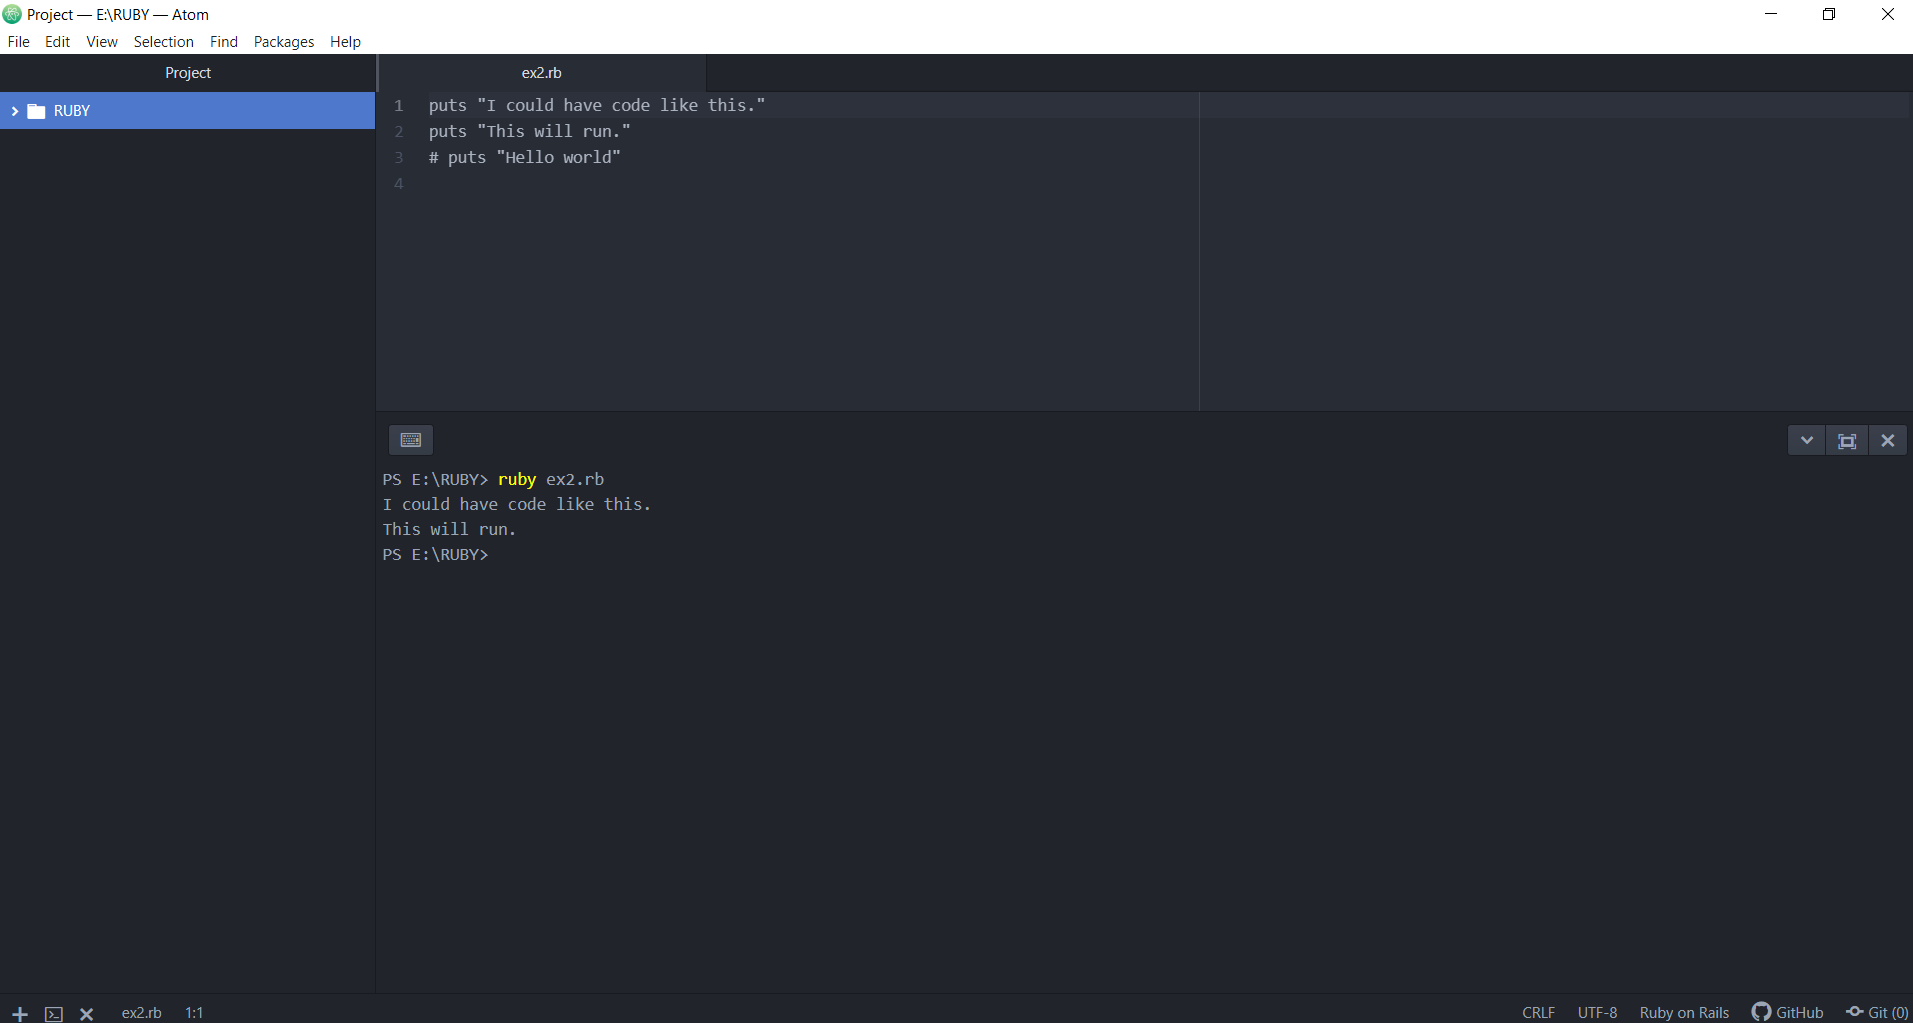 Project — E:\RUBY — Atom
File Edit View Selection Find Packages Help
Project
RUBY
ex2.rb
1 puts "I could have code like this."
2 puts "This will run."
3 # puts "Hello world"
4
PS E:\RUBY> ruby ex2.rb
I could have code like this.
This will run.
PS E:\RUBY>
ex2.rb 1:1 CRLF UTF-8 Ruby on Rails GitHub Git (0)